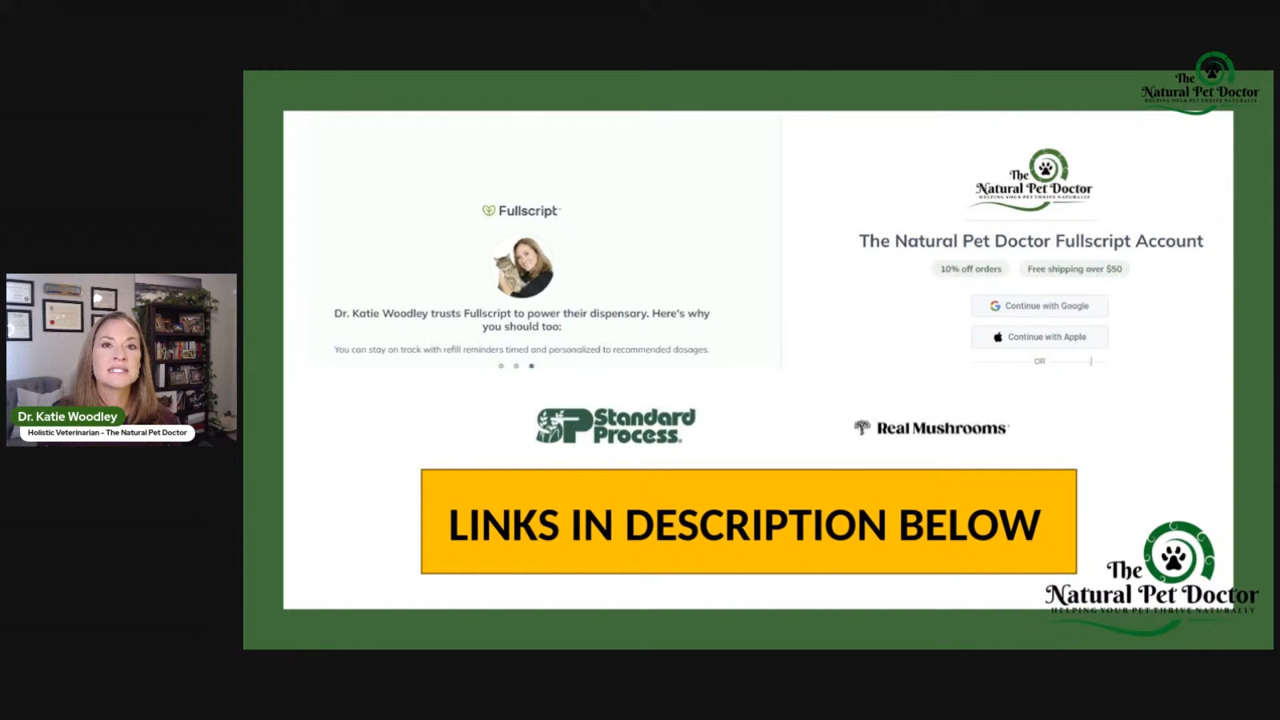 The
Natural Pet Doctor
HELPING YOUR PET THRIVE NATURALLY
Fullscript
Dr. Katie Woodley trusts Fullscript to power their dispensary. Here's why
you should too:
You can stay on track with refill reminders timed and personalized to recommended dosages.
The
Natural Pet Doctor
HELPING YOUR PET THRIVE NATURALLY
The Natural Pet Doctor Fullscript Account
10% off orders
Free shipping over $50
Continue with Google
Continue with Apple
OR
Standard
Process
Real Mushrooms
LINKS IN DESCRIPTION BELOW
The
Natural Pet Doctor
HELPING YOUR PET THRIVE NATURALLY
Dr. Katie Woodley
Holistic Veterinarian - The Natural Pet Doctor